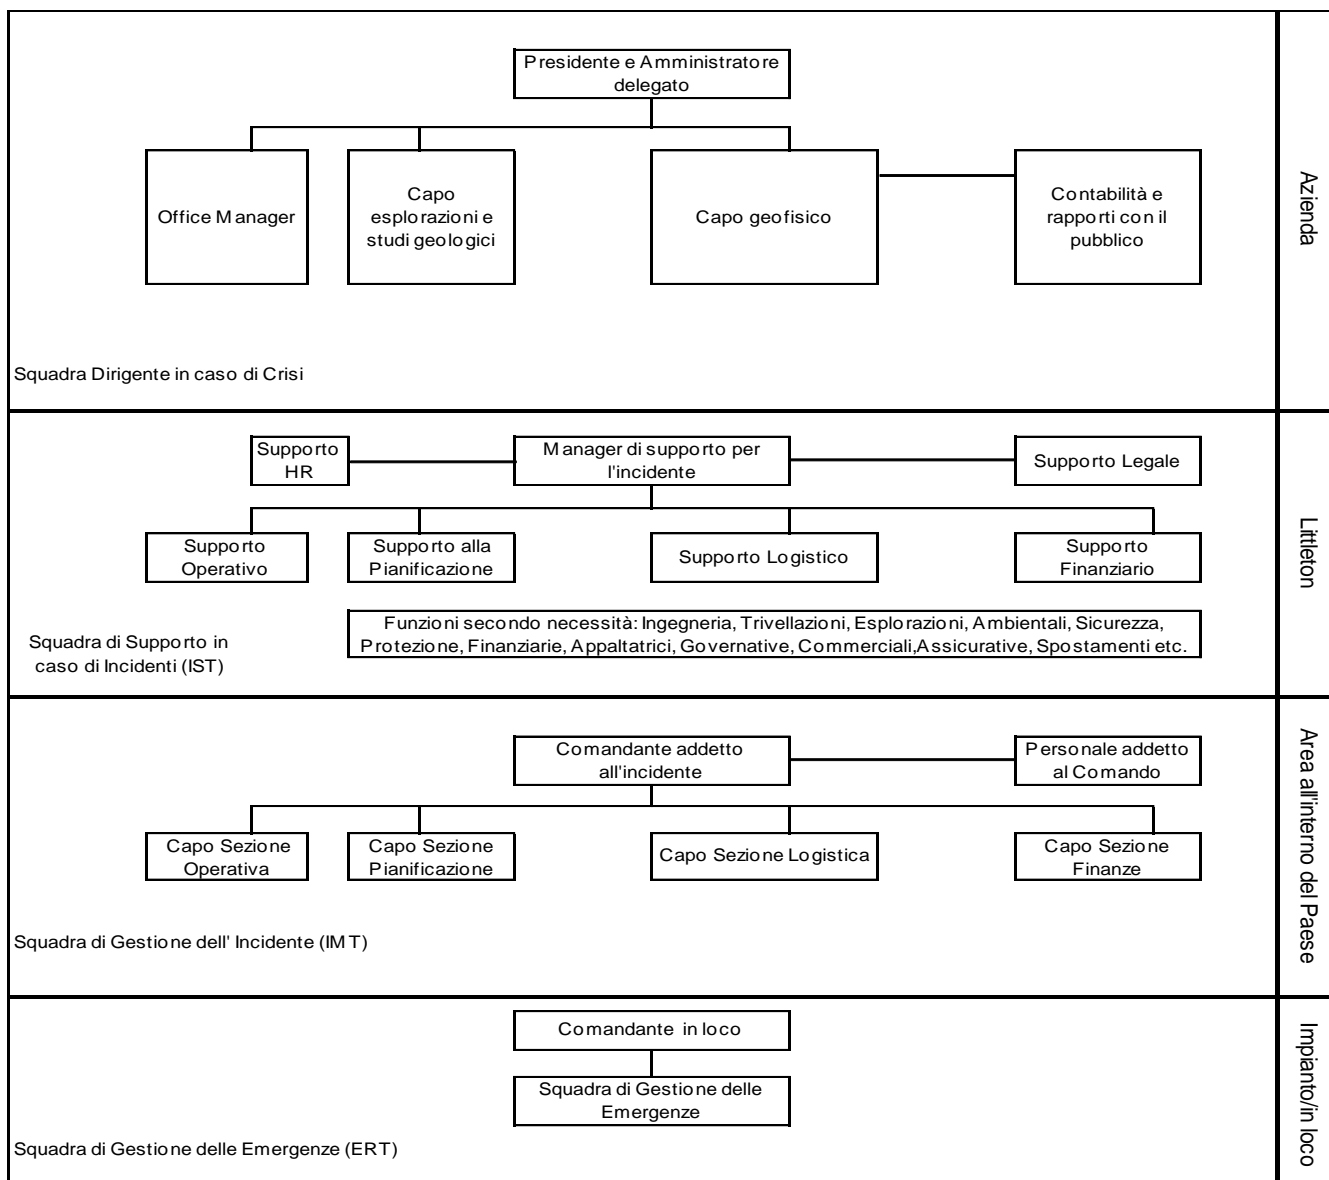 Presidente e Amministratore
delegato
Office Manager
Capo
esplorazioni e
studi geologici
Capo geofisico
Contabilità e
rapporti con il
pubblico
Azienda
Squadra Dirigente in caso di Crisi
Supporto
HR
Manager di supporto per
l'incidente
Supporto Legale
Supporto
Operativo
Supporto alla
Pianificazione
Supporto Logistico
Supporto
Finanziario
Littleton
Funzioni secondo necessità: Ingegneria, Trivellazioni, Esplorazioni, Ambientali, Sicurezza,
Protezione, Finanziarie, Appaltatrici, Governative, Commerciali,Assicurative, Spostamenti etc.
Squadra di Supporto in
caso di Incidenti (IST)
Comandante addetto
all'incidente
Personale addetto
al Comando
Capo Sezione
Operativa
Capo Sezione
Pianificazione
Capo Sezione Logistica
Capo Sezione
Finanze
Area all'interno del Paese
Squadra di Gestione dell' Incidente (IMT)
Comandante in loco
Squadra di Gestione delle
Emergenze
Impianto/in loco
Squadra di Gestione delle Emergenze (ERT)